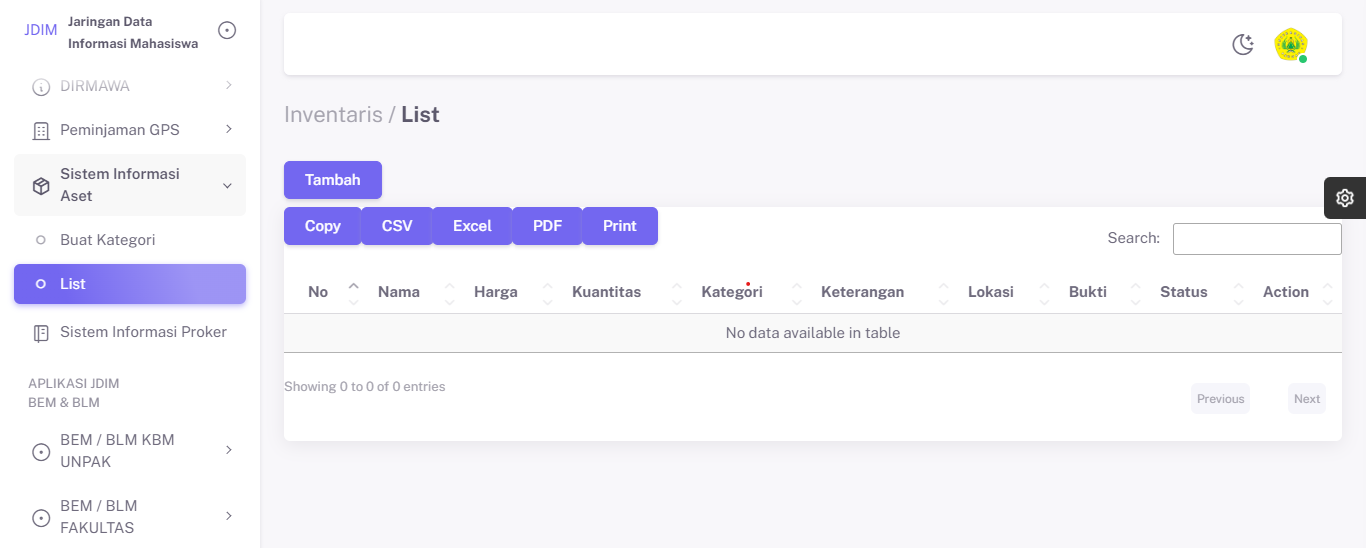 JDIM
Jaringan Data
Informasi Mahasiswa
DIRMAWA
Peminjaman GPS
Sistem Informasi
Aset
Buat Kategori
List
Sistem Informasi Proker
APLIKASI JDIM
BEM & BLM
BEM / BLM KBM
UNPAK
BEM / BLM
FAKULTAS
Inventaris / List
Tambah
Copy CSV Excel PDF Print
Search:
No Nama Harga Kuantitas Kategori Keterangan Lokasi Bukti Status Action
No data available in table
Showing 0 to 0 of 0 entries
Previous Next